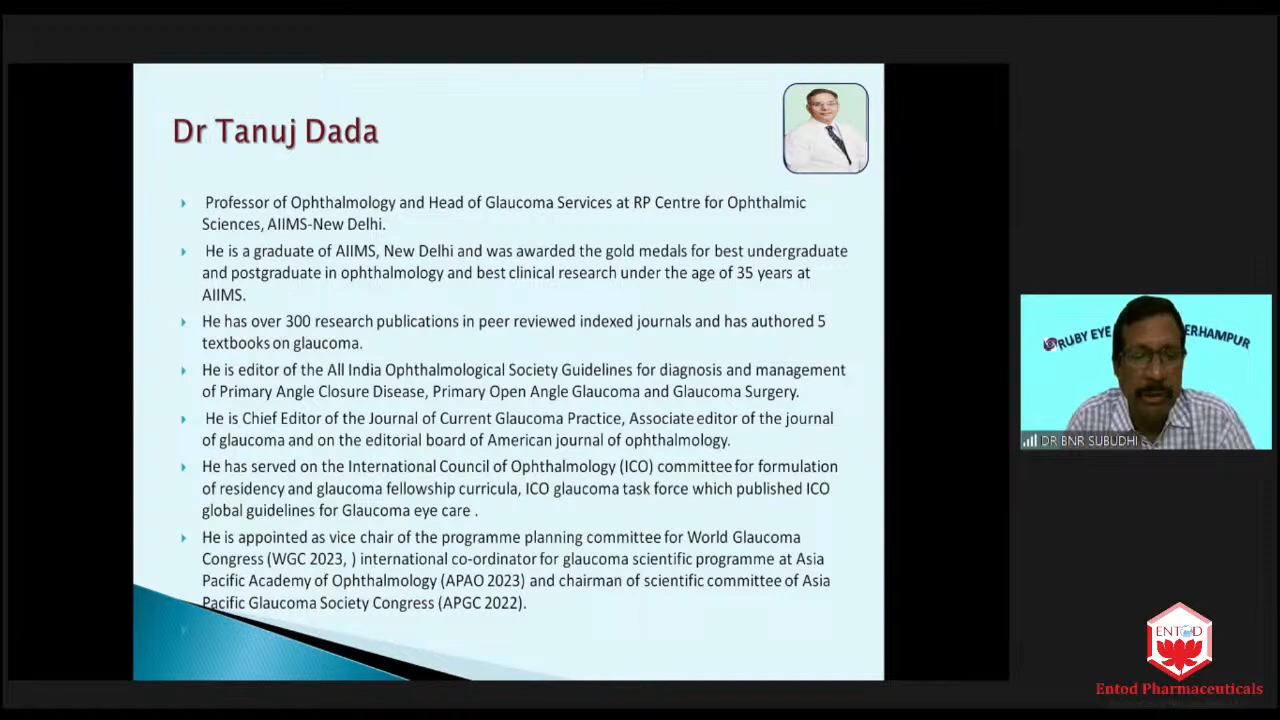 Dr Tanuj Dada
Professor of Ophthalmology and Head of Glaucoma Services at RP Centre for Ophthalmic
Sciences, AIIMS-New Delhi.
He is a graduate of AIIMS, New Delhi and was awarded the gold medals for best undergraduate
and postgraduate in ophthalmology and best clinical research under the age of 35 years at
AIIMS.
He has over 300 research publications in peer reviewed indexed journals and has authored 5
textbooks on glaucoma.
He is editor of the All India Ophthalmological Society Guidelines for diagnosis and management
of Primary Angle Closure Disease, Primary Open Angle Glaucoma and Glaucoma Surgery.
He is Chief Editor of the Journal of Current Glaucoma Practice, Associate editor of the journal
of glaucoma and on the editorial board of American journal of ophthalmology.
He has served on the International Council of Ophthalmology (ICO) committee for formulation
of residency and glaucoma fellowship curricula, ICO glaucoma task force which published ICO
global guidelines for Glaucoma eye care .
He is appointed as vice chair of the programme planning committee for World Glaucoma
Congress (WGC 2023, ) international co-ordinator for glaucoma scientific programme at Asia
Pacific Academy of Ophthalmology (APAO 2023) and chairman of scientific committee of Asia
Pacific Glaucoma Society Congress (APGC 2022).
RUBY EYE ERHAMPUR
DR BNR SUBUDHI
ENTOD
Entod Pharmaceuticals